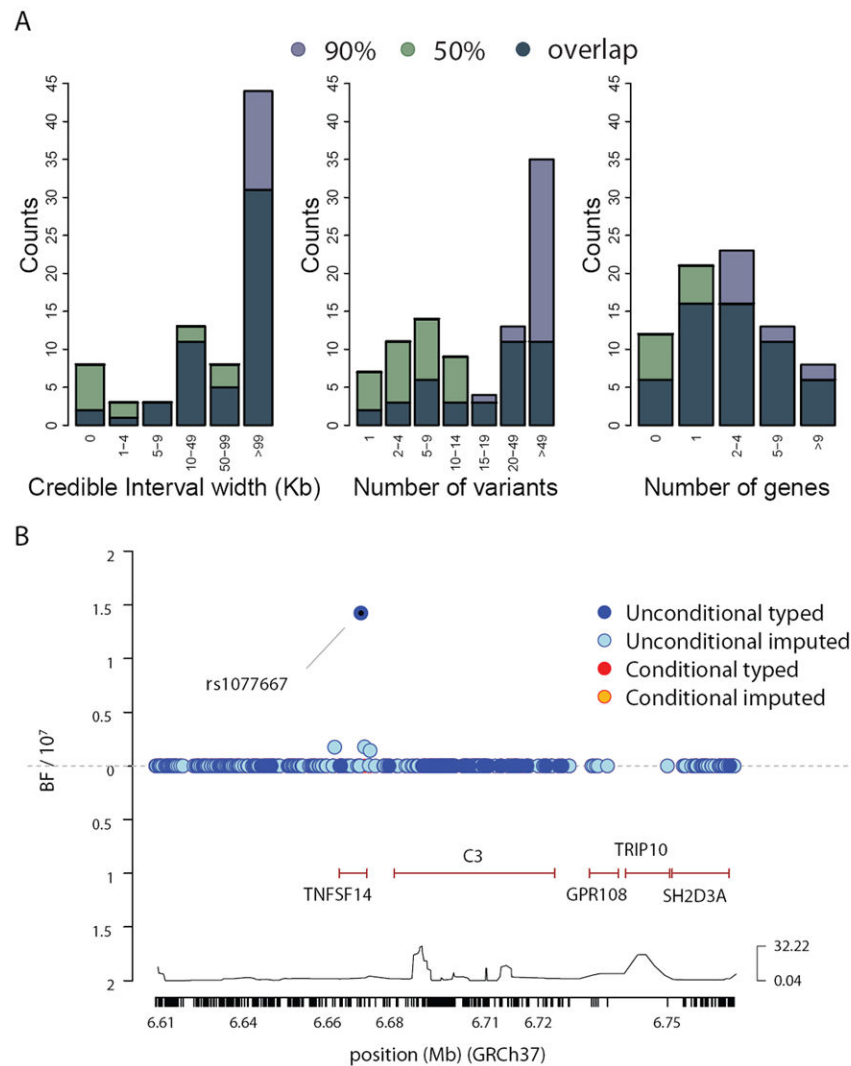 A
90% 50% overlap
Counts
0 5 10 15 20 25 30 35 40 45
0 1−4 5−9 10−49 50−99 >99
Credible Interval width (Kb)
Counts
0 5 10 15 20 25 30 35 40 45
1 2−4 5−9 10−14 15−19 20−49 >49
Number of variants
Counts
0 5 10 15 20 25 30 35 40 45
0 1 2−4 5−9 >9
Number of genes
B
BF / 10⁷
2
1.5
1
0.5
0
0.5
1
1.5
2
rs1077667
Unconditional typed
Unconditional imputed
Conditional typed
Conditional imputed
TNFSF14
C3
GPR108
TRIP10
SH2D3A
32.22
0.04
6.61 6.64 6.66 6.68 6.71 6.72 6.75
position (Mb) (GRCh37)